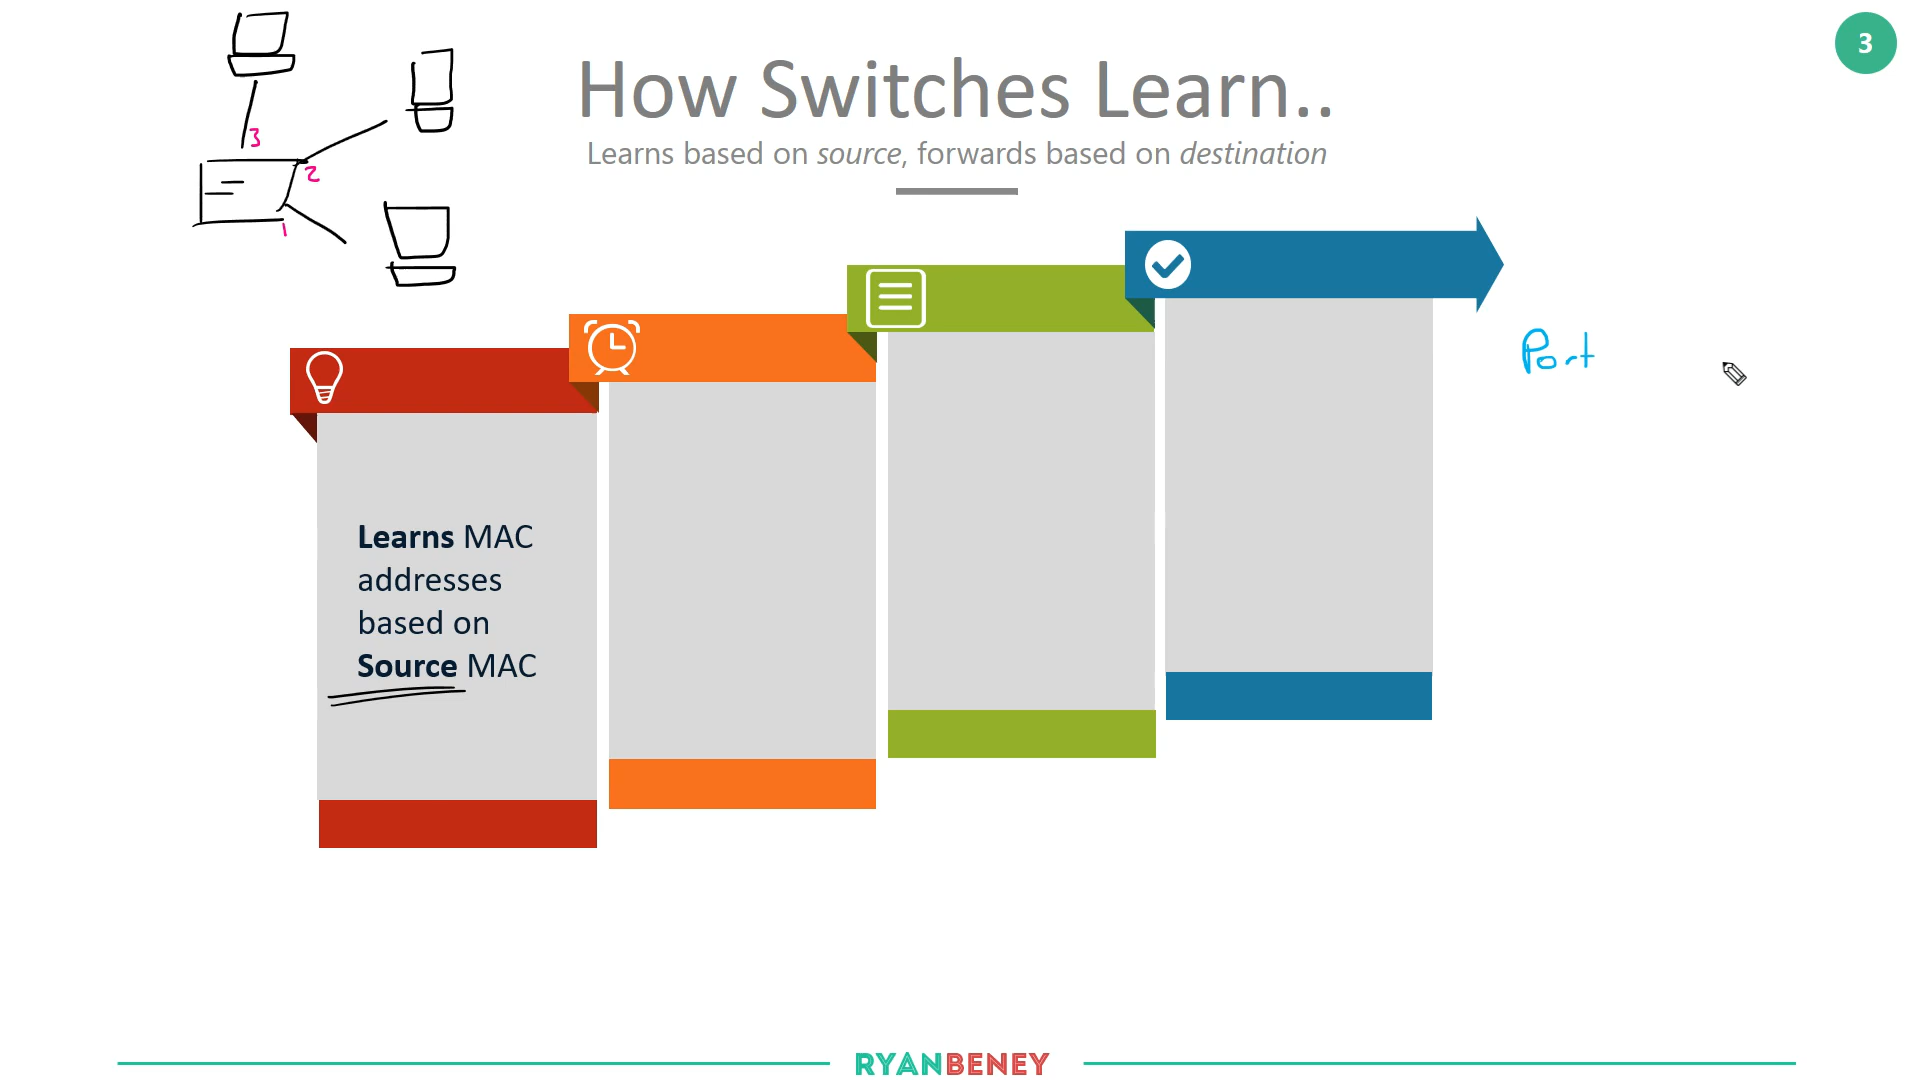 3
How Switches Learn..
Learns based on source, forwards based on destination
3
2
1
Port
Learns MAC
addresses
based on
Source MAC
RYANBENEY